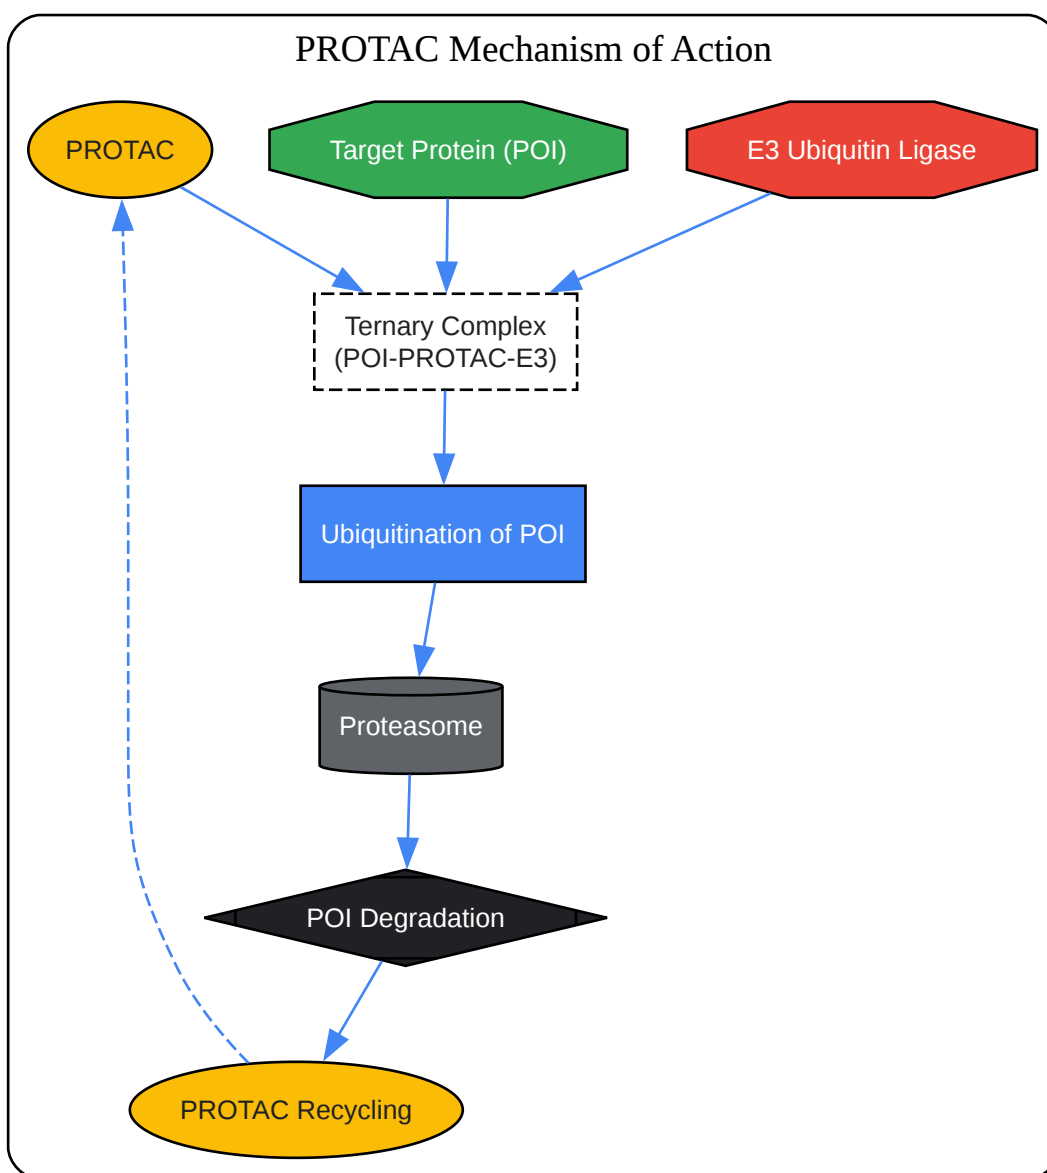 PROTAC Mechanism of Action
PROTAC
Target Protein (POI)
E3 Ubiquitin Ligase
Ternary Complex
(POI-PROTAC-E3)
Ubiquitination of POI
Proteasome
POI Degradation
PROTAC Recycling